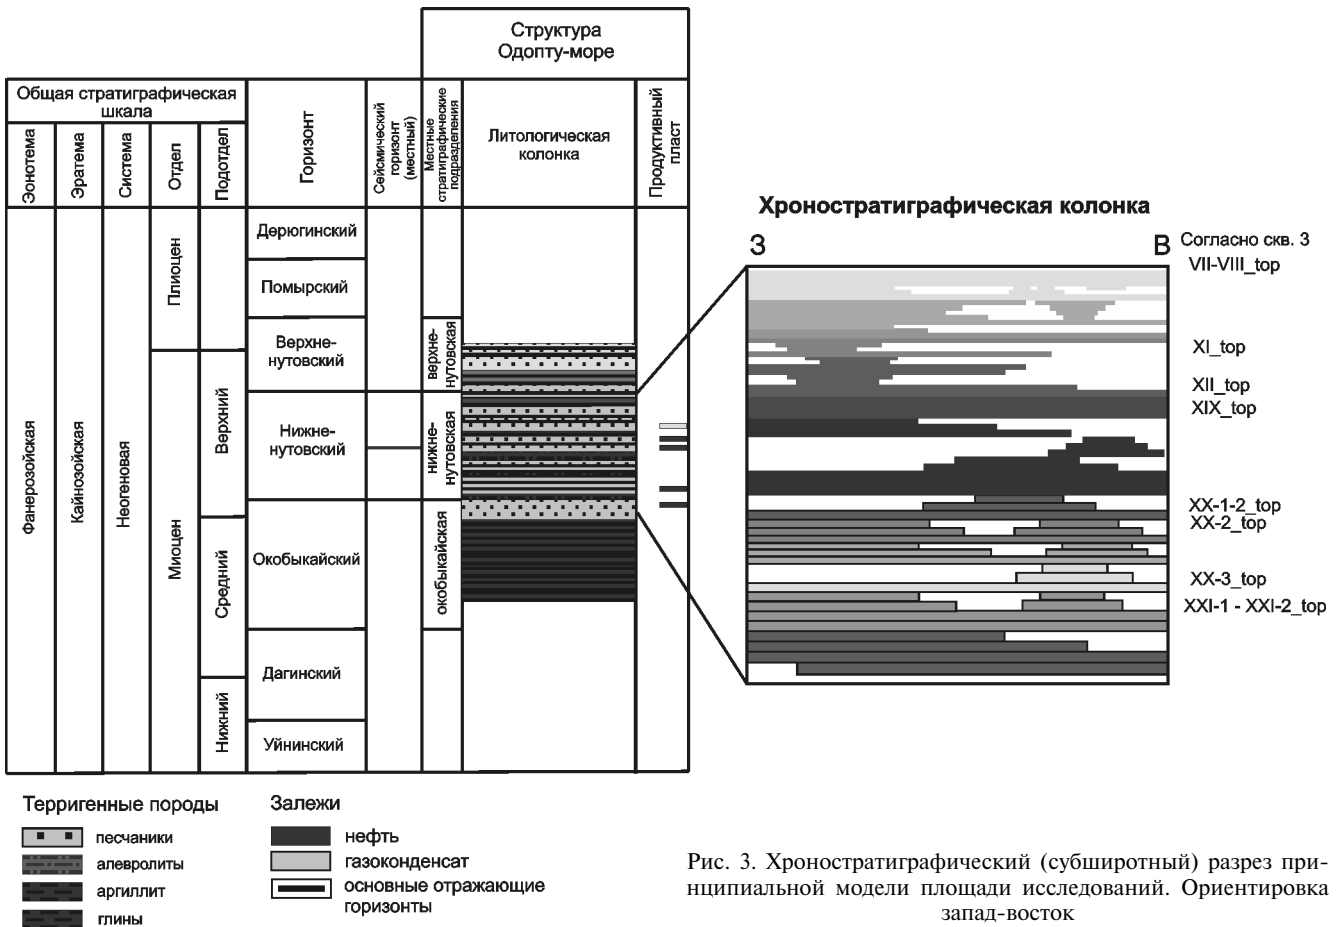 Структура
Одопту-море
Общая стратиграфическая
шкала
Эонотема
Эратема
Система
Отдел
Подотдел
Горизонт
Сейсмический
горизонт
(местный)
Местные
стратиграфические
подразделения
Литологическая
колонка
Продуктивный
пласт
Фанерозойская
Кайнозойская
Неогеновая
Плиоцен
Миоцен
Верхний
Средний
Нижний
Дерюгинский
Помырский
Верхне-
нутовский
Нижне-
нутовский
Окобыкайский
Дагинский
Уйнинский
верхне-
нутовская
нижне-
нутовская
окобыкайская
Хроностратиграфическая колонка
З
В
Согласно скв. 3
VII-VIII_top
XI_top
XII_top
XIX_top
XX-1-2_top
XX-2_top
XX-3_top
XXI-1 - XXI-2_top
Терригенные породы
песчаники
алевролиты
аргиллит
глины
Залежи
нефть
газоконденсат
основные отражающие
горизонты
Рис. 3. Хроностратиграфический (субширотный) разрез при-
нципиальной модели площади исследований. Ориентировка
запад-восток